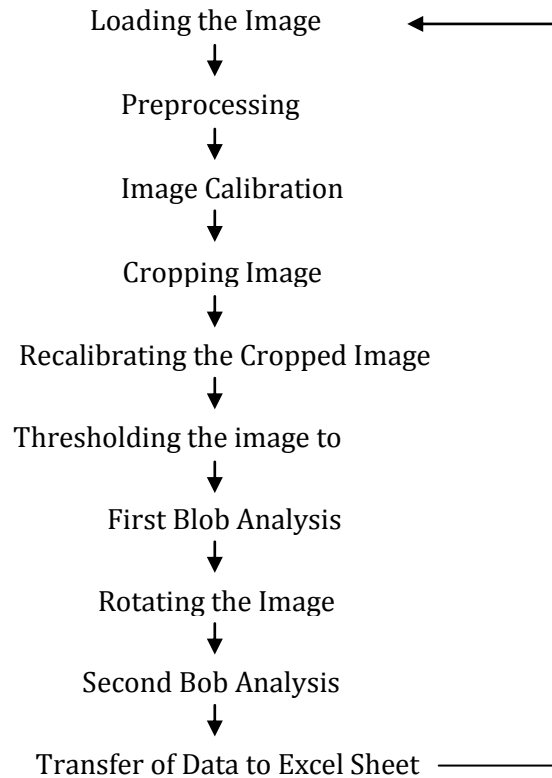 Loading the Image
Preprocessing
Image Calibration
Cropping Image
Recalibrating the Cropped Image
Thresholding the image to
First Blob Analysis
Rotating the Image
Second Bob Analysis
Transfer of Data to Excel Sheet